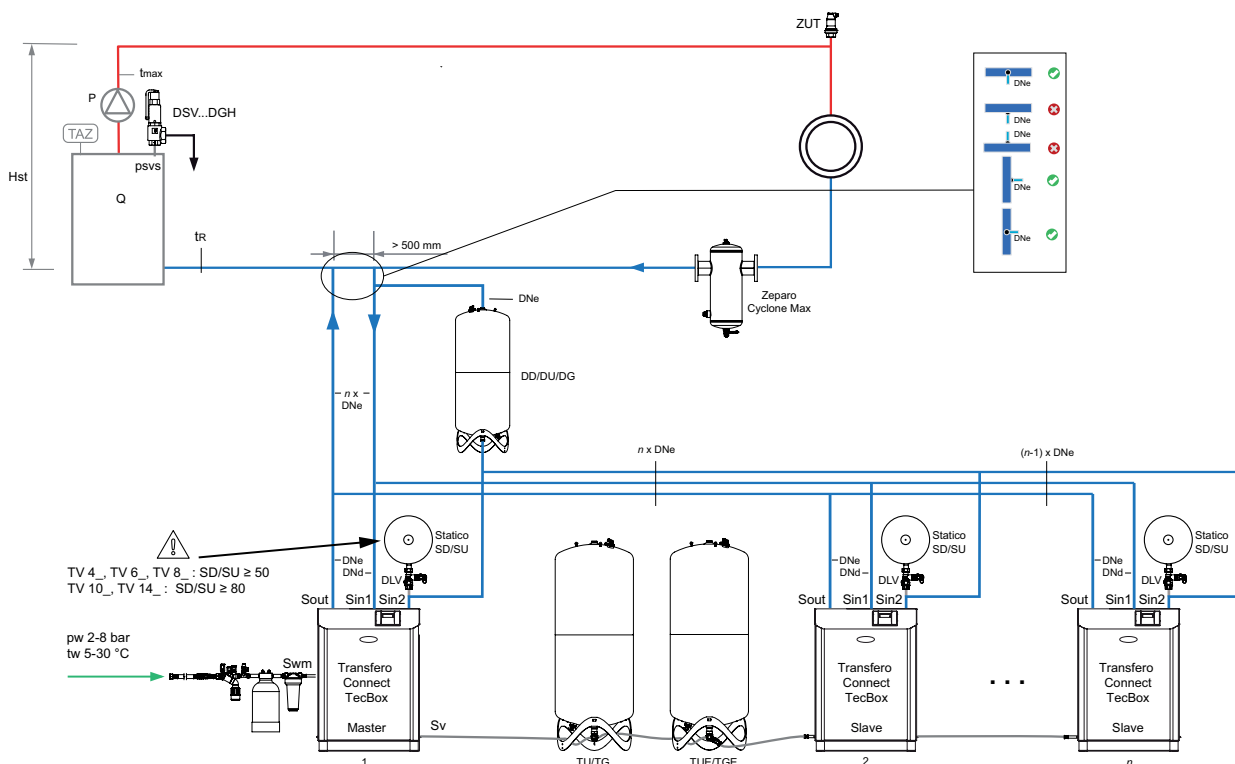 ZUT
tmax
P
DSV...DGH
TAZ
psvs
Hst
Q
tR
> 500 mm
DNe
DNe
DNe
DNe
DNe
DNe
Zeparo
Cyclone Max
DD/DU/DG
n x
DNe
n x DNe
(n-1) x DNe
Statico
SD/SU
Statico
SD/SU
Statico
SD/SU
TV 4_, TV 6_, TV 8_ : SD/SU ≥ 50
TV 10_, TV 14_ : SD/SU ≥ 80
DNe
DNd
DLV
DNe
DNd
DLV
DNe
DNd
DLV
Sout Sin1 Sin2
Sout Sin1 Sin2
Sout Sin1 Sin2
pw 2-8 bar
tw 5-30 °C
Swm
Transfero
Connect
TecBox
Master
Transfero
Connect
TecBox
Slave
. . .
Transfero
Connect
TecBox
Slave
Sv
1
TU/TG
TUE/TGE
2
n